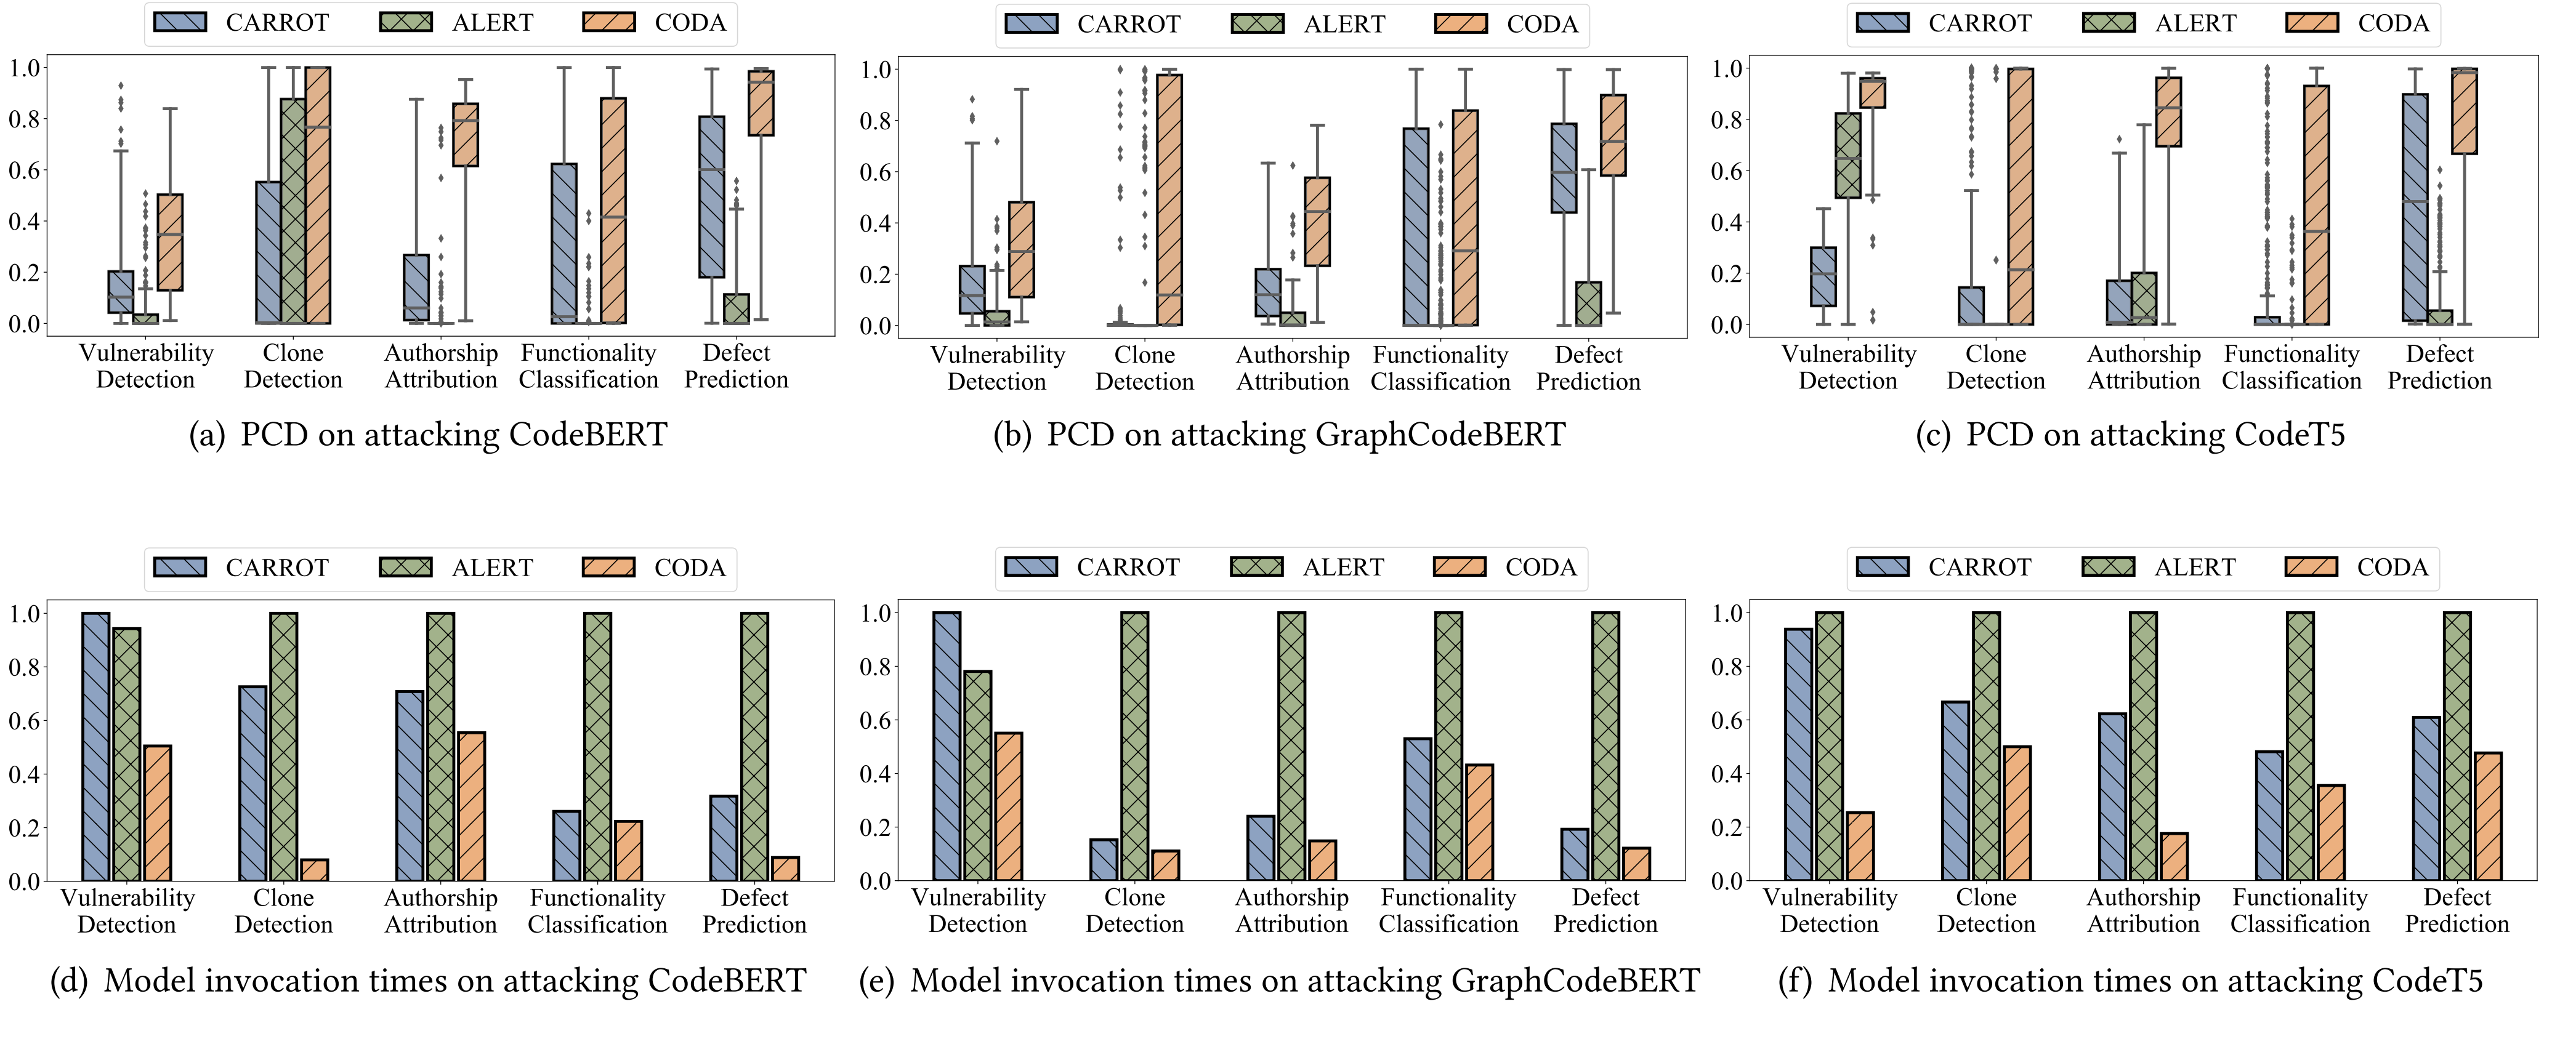 CARROT ALERT CODA
1.0
0.8
0.6
0.4
0.2
0.0
Vulnerability Clone Authorship Functionality Defect
Detection Detection Attribution Classification Prediction
(a) PCD on attacking CodeBERT
CARROT ALERT CODA
1.0
0.8
0.6
0.4
0.2
0.0
Vulnerability Clone Authorship Functionality Defect
Detection Detection Attribution Classification Prediction
(b) PCD on attacking GraphCodeBERT
CARROT ALERT CODA
1.0
0.8
0.6
0.4
0.2
0.0
Vulnerability Clone Authorship Functionality Defect
Detection Detection Attribution Classification Prediction
(c) PCD on attacking CodeT5
CARROT ALERT CODA
1.0
0.8
0.6
0.4
0.2
0.0
Vulnerability Clone Authorship Functionality Defect
Detection Detection Attribution Classification Prediction
(d) Model invocation times on attacking CodeBERT
CARROT ALERT CODA
1.0
0.8
0.6
0.4
0.2
0.0
Vulnerability Clone Authorship Functionality Defect
Detection Detection Attribution Classification Prediction
(e) Model invocation times on attacking GraphCodeBERT
CARROT ALERT CODA
1.0
0.8
0.6
0.4
0.2
0.0
Vulnerability Clone Authorship Functionality Defect
Detection Detection Attribution Classification Prediction
(f) Model invocation times on attacking CodeT5